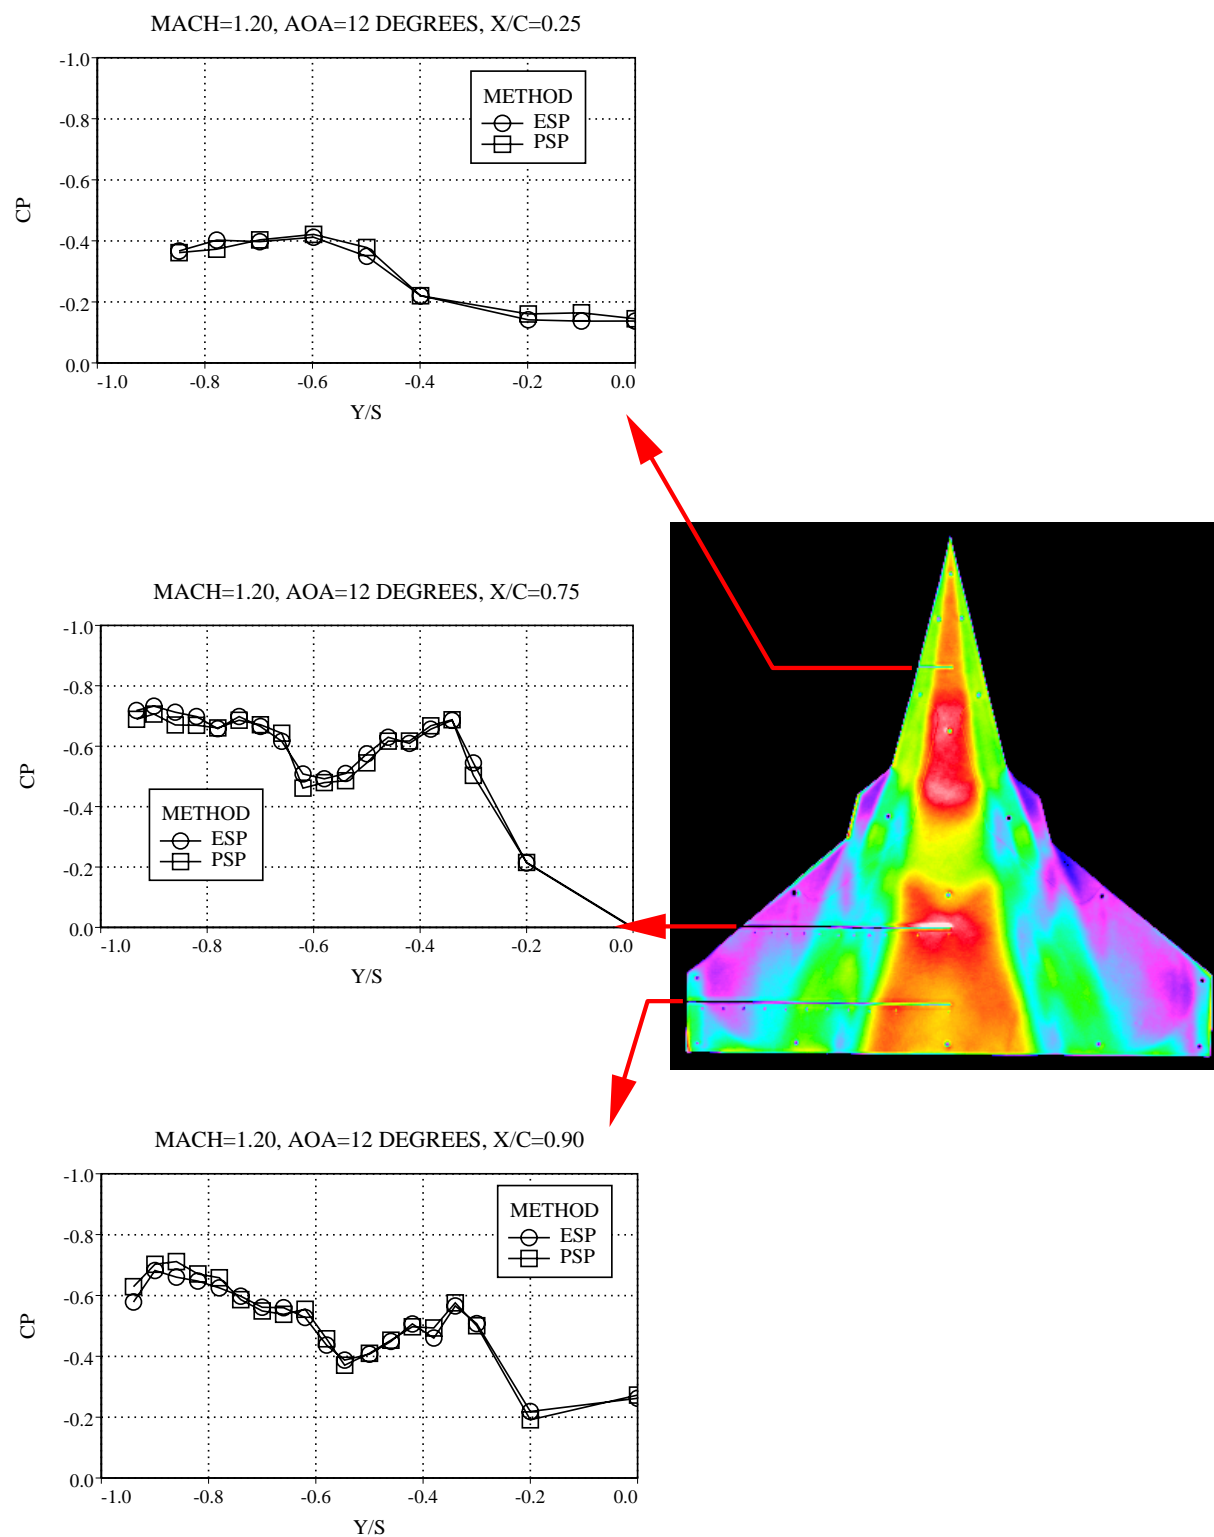 MACH=1.20, AOA=12 DEGREES, X/C=0.25
-1.0
-0.8
-0.6
-0.4
-0.2
0.0
CP
METHOD
ESP
PSP
-1.0 -0.8 -0.6 -0.4 -0.2 0.0
Y/S
MACH=1.20, AOA=12 DEGREES, X/C=0.75
-1.0
-0.8
-0.6
-0.4
-0.2
0.0
CP
METHOD
ESP
PSP
-1.0 -0.8 -0.6 -0.4 -0.2 0.0
Y/S
MACH=1.20, AOA=12 DEGREES, X/C=0.90
-1.0
-0.8
-0.6
-0.4
-0.2
0.0
CP
METHOD
ESP
PSP
-1.0 -0.8 -0.6 -0.4 -0.2 0.0
Y/S